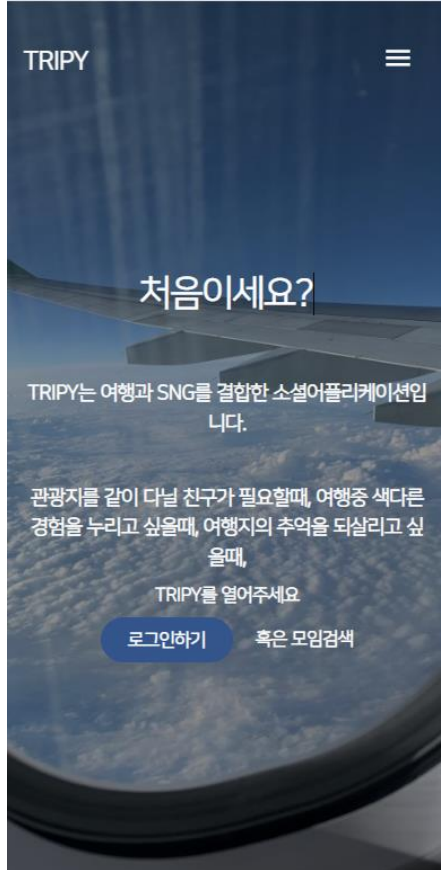 TRIPY
처음이세요?
TRIPY는 여행과 SNG를 결합한 소셜어플리케이션입
니다.
관광지를 같이 다닐 친구가 필요할때, 여행중 색다른
경험을 누리고 싶을때, 여행지의 추억을 되살리고 싶
을때,
TRIPY를 열어주세요
로그인하기 혹은 모임검색